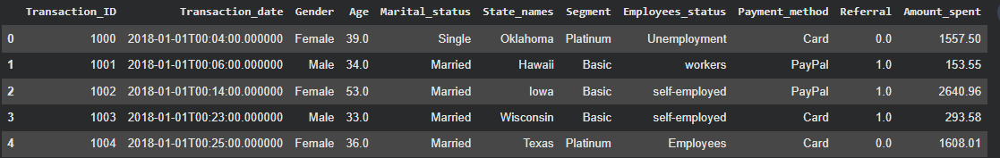 Transaction_ID Transaction_date Gender Age Marital_status State_names Segment Employees_status Payment_method Referral Amount_spent
0 1000 2018-01-01T00:04:00.000000 Female 39.0 Single Oklahoma Platinum Unemployment Card 0.0 1557.50
1 1001 2018-01-01T00:06:00.000000 Male 34.0 Married Hawaii Basic workers PayPal 1.0 153.55
2 1002 2018-01-01T00:14:00.000000 Female 53.0 Married Iowa Basic self-employed PayPal 1.0 2640.96
3 1003 2018-01-01T00:23:00.000000 Male 33.0 Married Wisconsin Basic self-employed Card 1.0 293.58
4 1004 2018-01-01T00:25:00.000000 Female 36.0 Married Texas Platinum Employees Card 0.0 1608.01